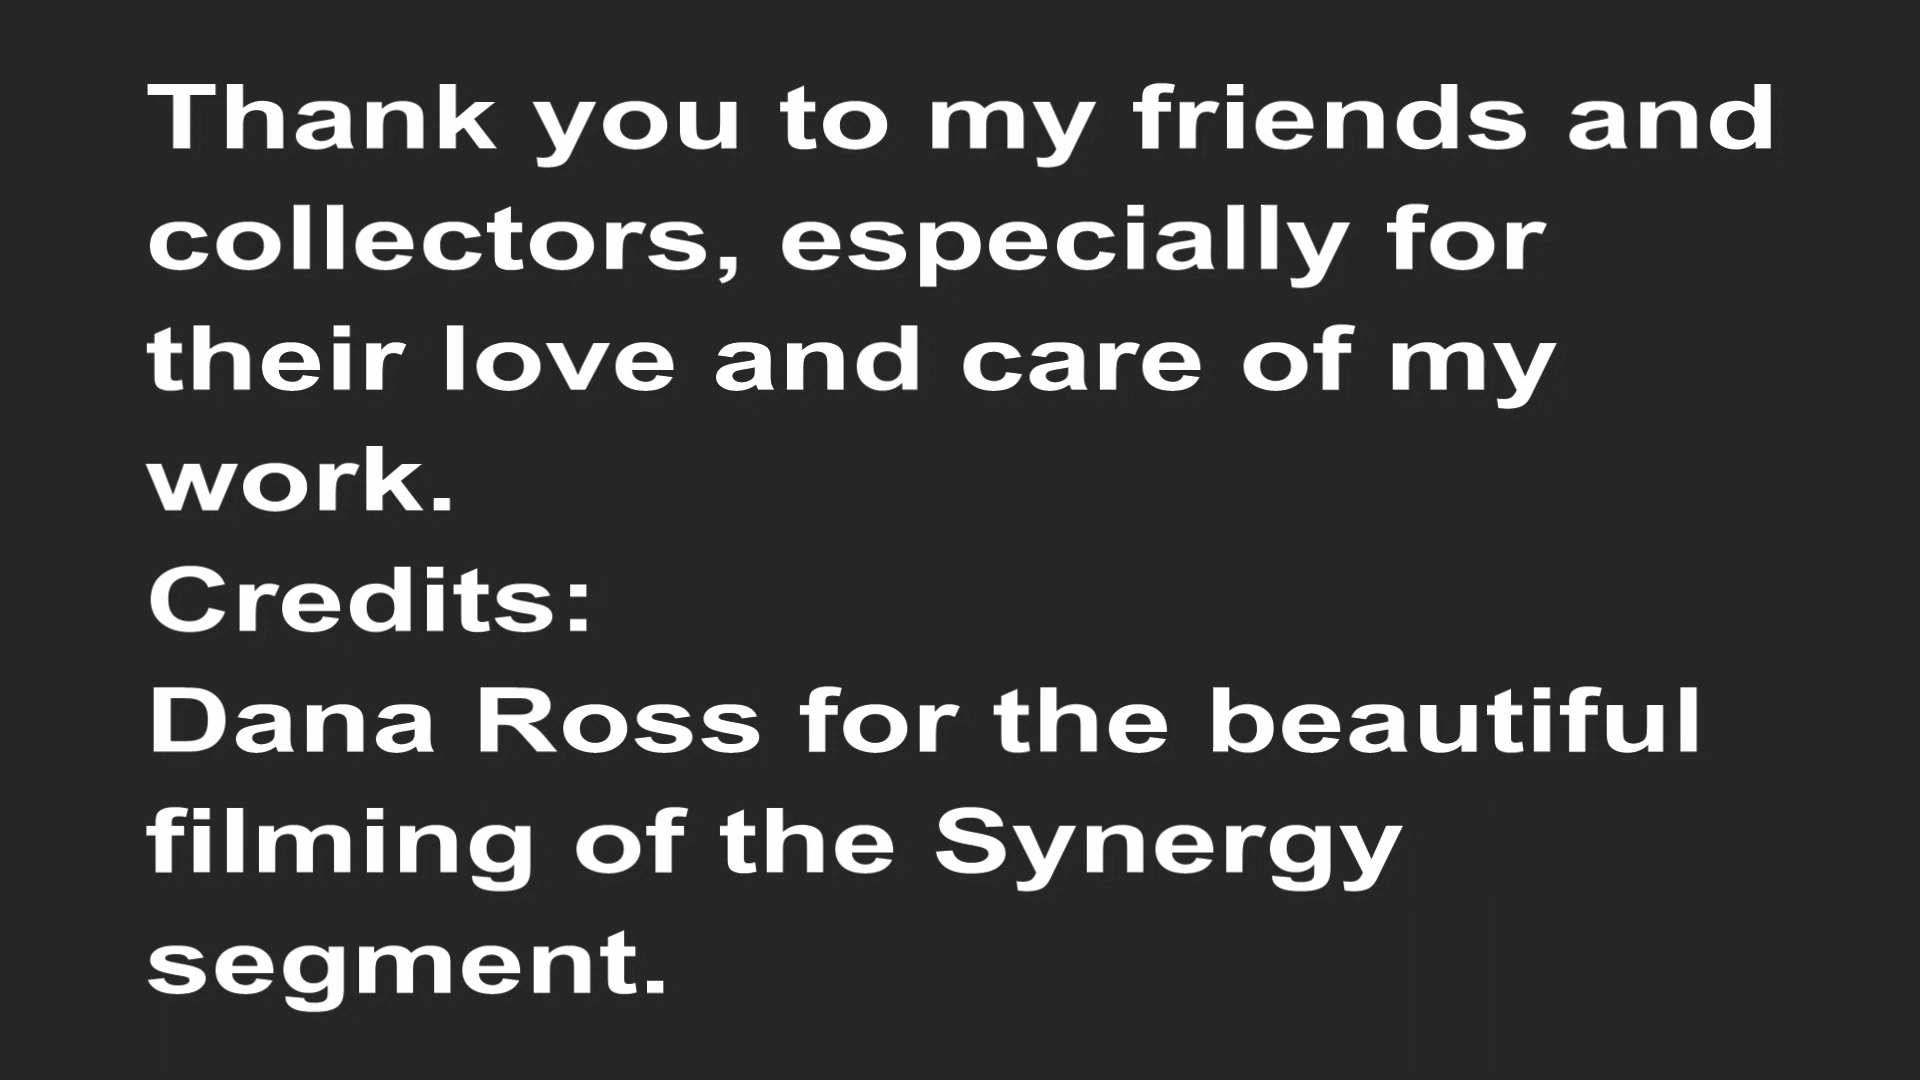 Thank you to my friends and
collectors, especially for
their love and care of my
work.
Credits:
Dana Ross for the beautiful
filming of the Synergy
segment.